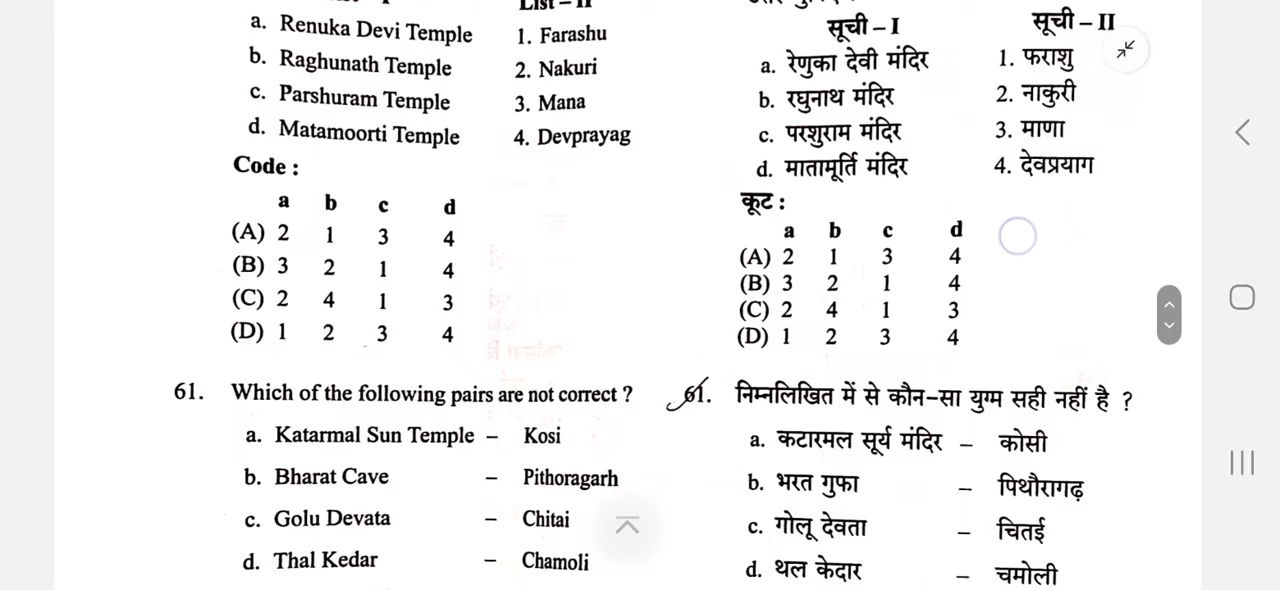 List – II
a. Renuka Devi Temple 1. Farashu
b. Raghunath Temple 2. Nakuri
c. Parshuram Temple 3. Mana
d. Matamoorti Temple 4. Devprayag
Code :
a b c d
(A) 2 1 3 4
(B) 3 2 1 4
(C) 2 4 1 3
(D) 1 2 3 4
61. Which of the following pairs are not correct ?
a. Katarmal Sun Temple – Kosi
b. Bharat Cave – Pithoragarh
c. Golu Devata – Chitai
d. Thal Kedar – Chamoli
सूची – I सूची – II
a. रेणुका देवी मंदिर 1. फराशु
b. रघुनाथ मंदिर 2. नाकुरी
c. परशुराम मंदिर 3. माणा
d. मातामूर्ति मंदिर 4. देवप्रयाग
कूट :
a b c d
(A) 2 1 3 4
(B) 3 2 1 4
(C) 2 4 1 3
(D) 1 2 3 4
61. निम्नलिखित में से कौन-सा युग्म सही नहीं है ?
a. कटारमल सूर्य मंदिर – कोसी
b. भरत गुफा – पिथौरागढ़
c. गोलू देवता – चितई
d. थल केदार – चमोली